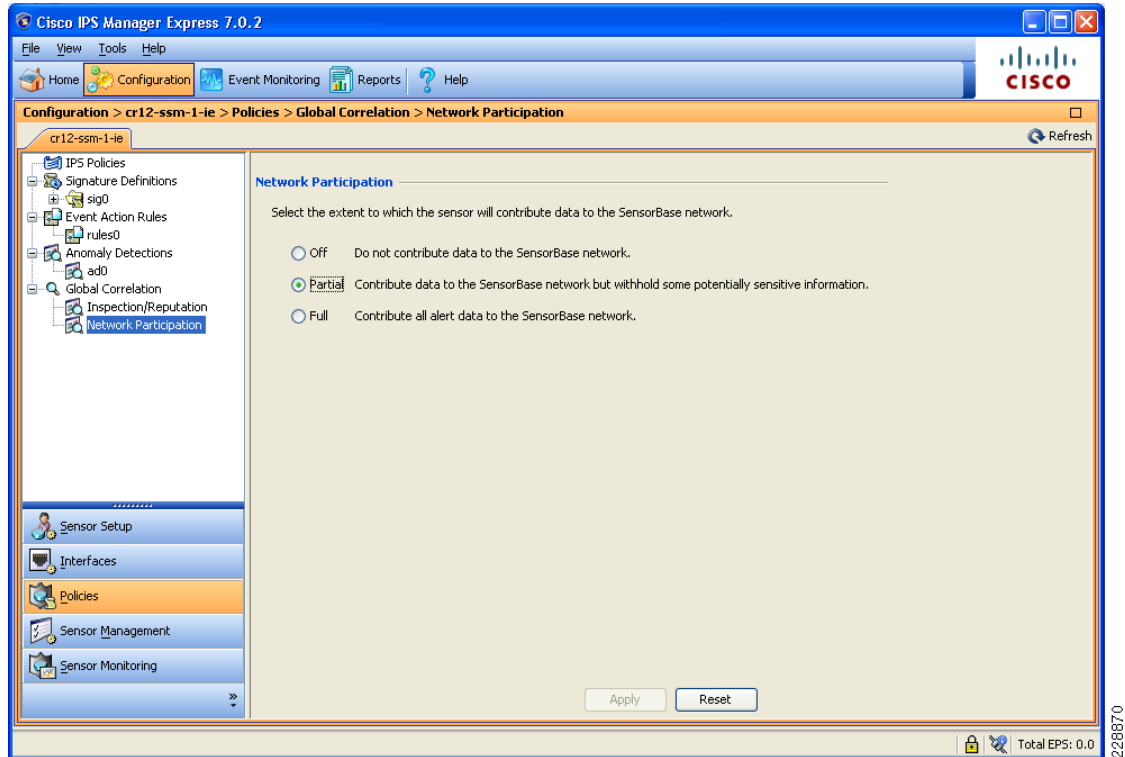 Cisco IPS Manager Express 7.0.2
File View Tools Help
Home Configuration Event Monitoring Reports Help
CISCO
Configuration > cr12-ssm-1-ie > Policies > Global Correlation > Network Participation
cr12-ssm-1-ie
Refresh
IPS Policies
Signature Definitions
sig0
Event Action Rules
rules0
Anomaly Detections
ad0
Global Correlation
Inspection/Reputation
Network Participation
Sensor Setup
Interfaces
Policies
Sensor Management
Sensor Monitoring
Network Participation
Select the extent to which the sensor will contribute data to the SensorBase network.
Off Do not contribute data to the SensorBase network.
Partial Contribute data to the SensorBase network but withhold some potentially sensitive information.
Full Contribute all alert data to the SensorBase network.
Apply Reset
Total EPS: 0.0
228870